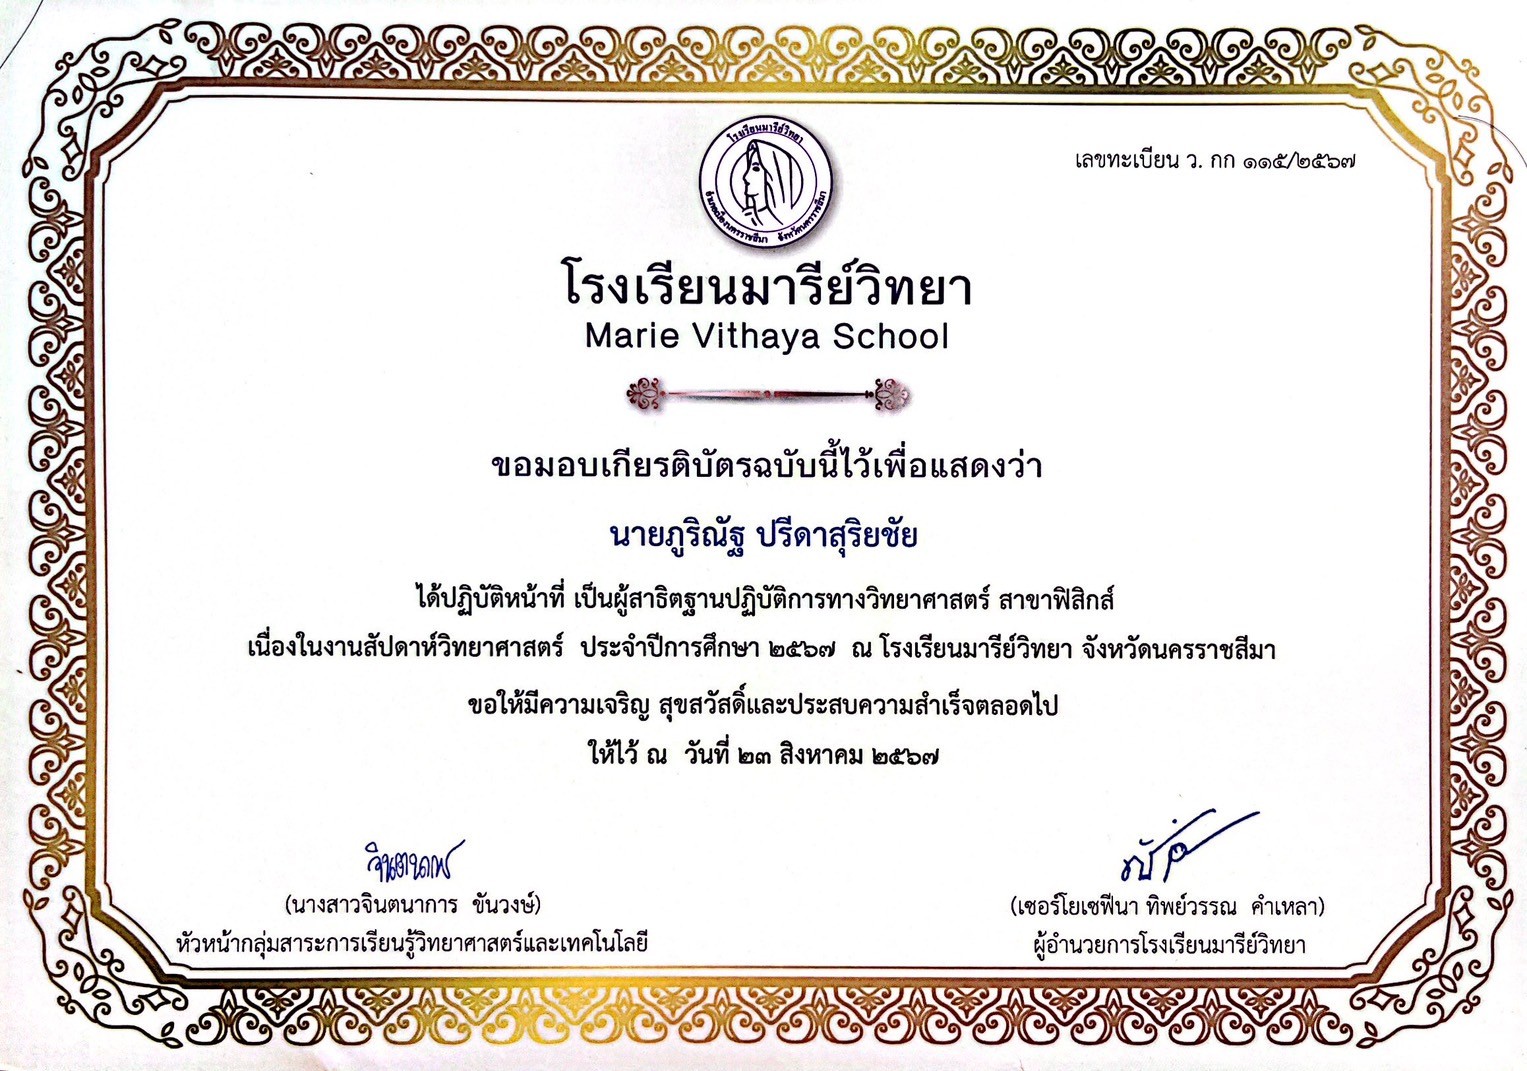 โรงเรียนมารีย์วิทยา
อำเภอเมืองนครราชสีมา จังหวัดนครราชสีมา
เลขทะเบียน ว. กก ๑๑๕/๒๕๖๗
โรงเรียนมารีย์วิทยา
Marie Vithaya School
ขอมอบเกียรติบัตรฉบับนี้ไว้เพื่อแสดงว่า
นายภูริณัฐ ปรีดาสุริยชัย
ได้ปฏิบัติหน้าที่ เป็นผู้สาธิตฐานปฏิบัติการทางวิทยาศาสตร์ สาขาฟิสิกส์
เนื่องในงานสัปดาห์วิทยาศาสตร์ ประจำปีการศึกษา ๒๕๖๗ ณ โรงเรียนมารีย์วิทยา จังหวัดนครราชสีมา
ขอให้มีความเจริญ สุขสวัสดิ์และประสบความสำเร็จตลอดไป
ให้ไว้ ณ วันที่ ๒๓ สิงหาคม ๒๕๖๗
จินตนาการ
(นางสาวจินตนาการ ขันวงษ์)
หัวหน้ากลุ่มสาระการเรียนรู้วิทยาศาสตร์และเทคโนโลยี
(เซอร์โยเซฟีนา ทิพย์วรรณ คำเหลา)
ผู้อำนวยการโรงเรียนมารีย์วิทยา